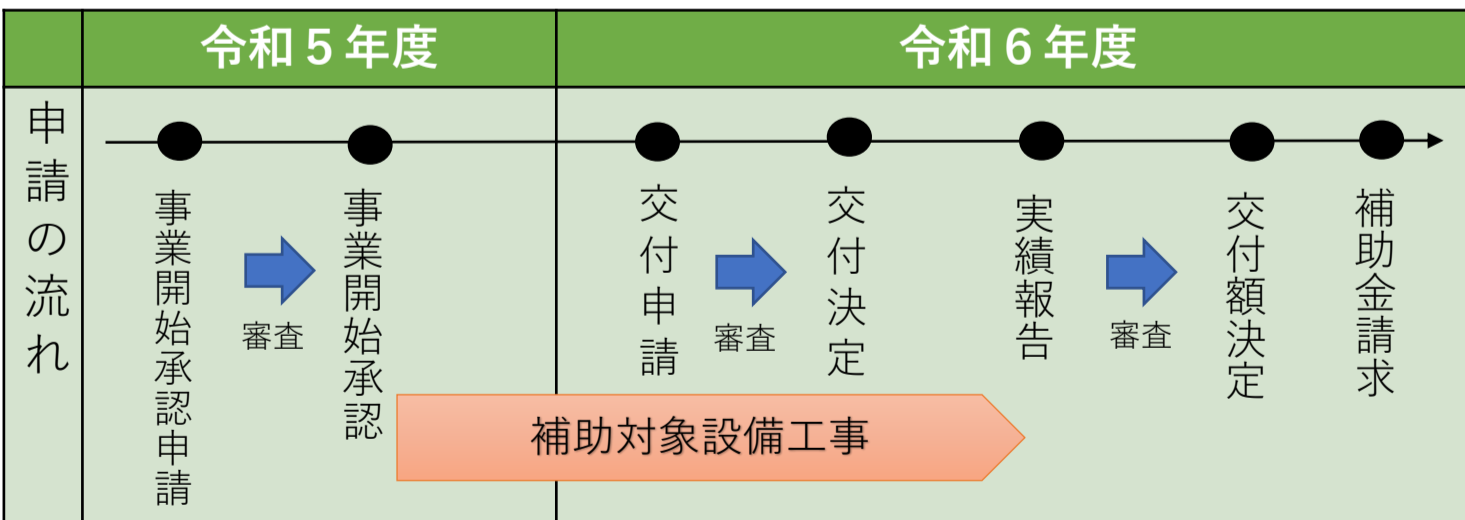 令和５年度
令和６年度
申請の流れ
事業開始承認申請
審査
事業開始承認
交付申請
審査
交付決定
実績報告
審査
交付額決定
補助金請求
補助対象設備工事